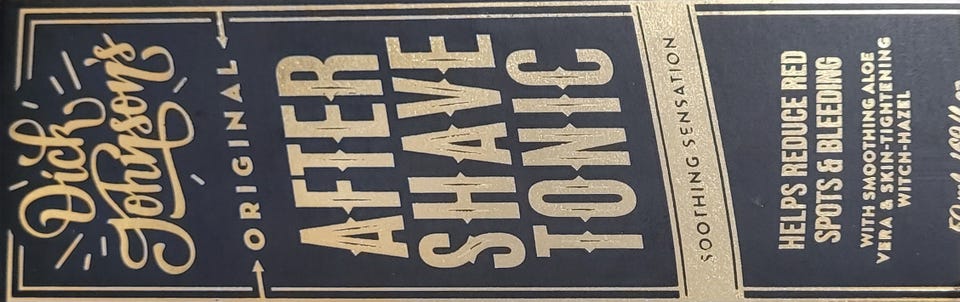 Dick
Johnson's
ORIGINAL
AFTER
SHAVE
TONIC
SOOTHING SENSATION
HELPS REDUCE RED
SPOTS & BLEEDING
WITH SMOOTHING ALOE
VERA & SKIN-TIGHTENING
WITCH-HAZEL